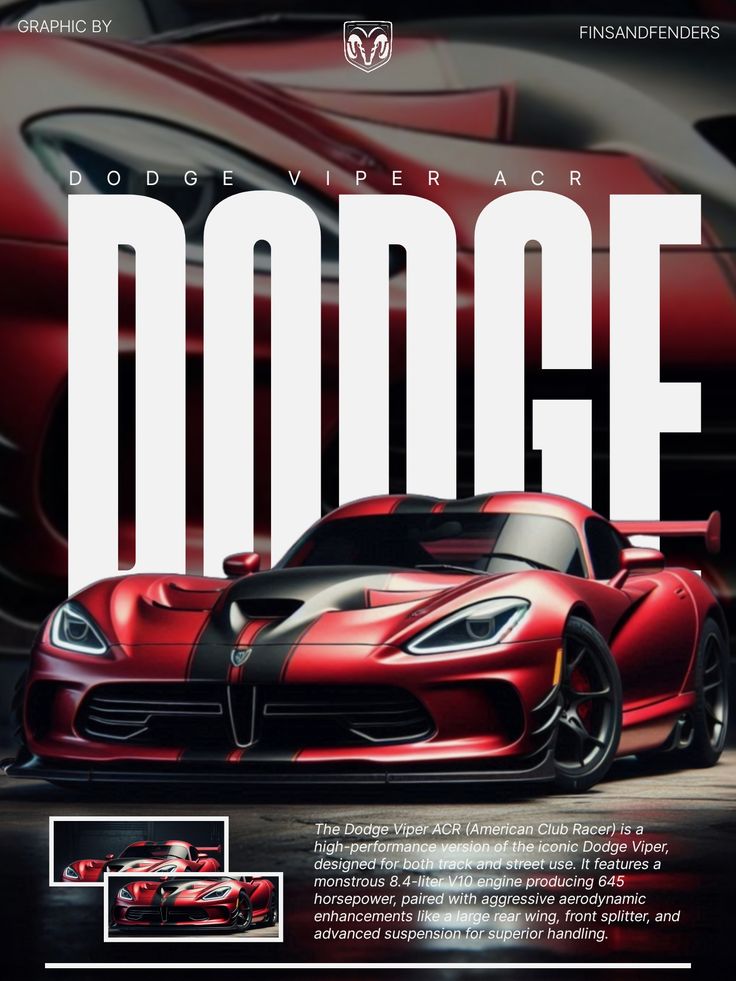 GRAPHIC BY
FINSANDFENDERS
DODGE VIPER ACR
DODGE
The Dodge Viper ACR (American Club Racer) is a
high-performance version of the iconic Dodge Viper,
designed for both track and street use. It features a
monstrous 8.4-liter V10 engine producing 645
horsepower, paired with aggressive aerodynamic
enhancements like a large rear wing, front splitter, and
advanced suspension for superior handling.